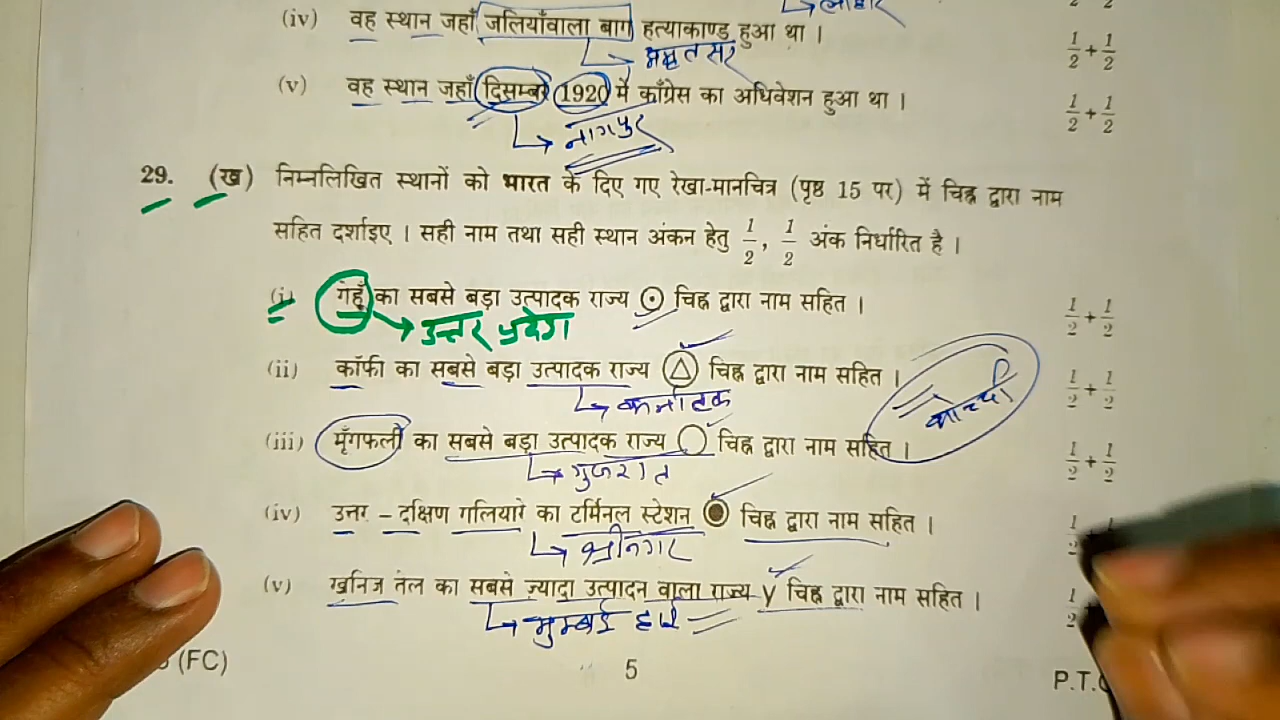 लाहौर
(iv) वह स्थान जहाँ जलियाँवाला बाग हत्याकाण्ड हुआ था । 1/2 + 1/2
अमृतसर
(v) वह स्थान जहाँ दिसम्बर 1920 में काँग्रेस का अधिवेशन हुआ था । 1/2 + 1/2
नागपुर
29. (ख) निम्नलिखित स्थानों को भारत के दिए गए रेखा-मानचित्र (पृष्ठ 15 पर) में चिह्न द्वारा नाम
सहित दर्शाइए । सही नाम तथा सही स्थान अंकन हेतु 1/2, 1/2 अंक निर्धारित है ।
(i) गेहूँ का सबसे बड़ा उत्पादक राज्य चिह्न द्वारा नाम सहित । 1/2 + 1/2
उत्तर प्रदेश
(ii) कॉफी का सबसे बड़ा उत्पादक राज्य चिह्न द्वारा नाम सहित । 1/2 + 1/2
कर्नाटक
(iii) मूँगफली का सबसे बड़ा उत्पादक राज्य चिह्न द्वारा नाम सहित । 1/2 + 1/2
गुजरात
(iv) उत्तर – दक्षिण गलियारे का टर्मिनल स्टेशन चिह्न द्वारा नाम सहित ।
श्रीनगर
(v) खनिज तेल का सबसे ज़्यादा उत्पादन वाला राज्य Y चिह्न द्वारा नाम सहित ।
मुम्बई हाई
(FC) 5 P.T.